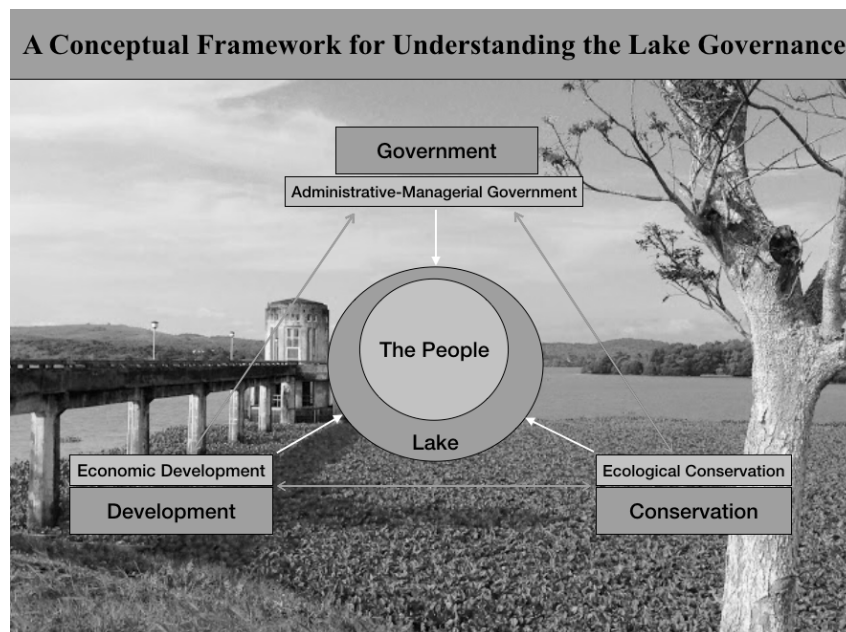 A Conceptual Framework for Understanding the Lake Governance
Government
Administrative-Managerial Government
The People
Lake
Economic Development
Ecological Conservation
Development
Conservation